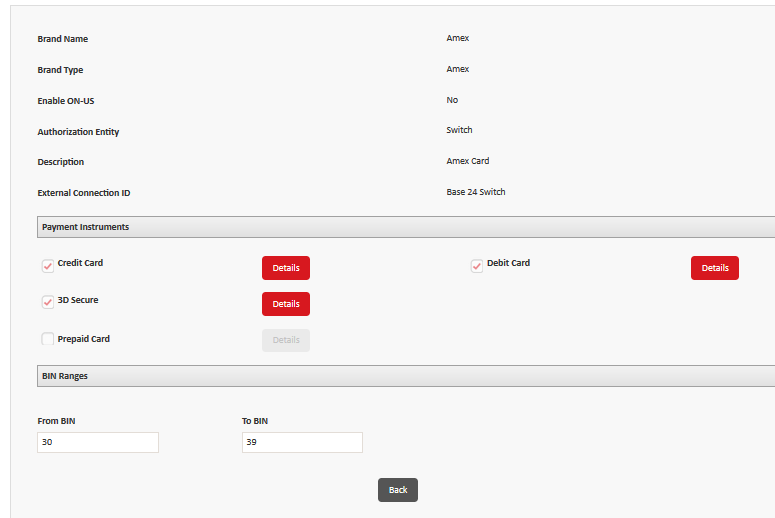 Brand Name Amex
Brand Type Amex
Enable ON-US No
Authorization Entity Switch
Description Amex Card
External Connection ID Base 24 Switch
Payment Instruments
Credit Card Details Debit Card Details
3D Secure Details
Prepaid Card Details
BIN Ranges
From BIN To BIN
30 39
Back